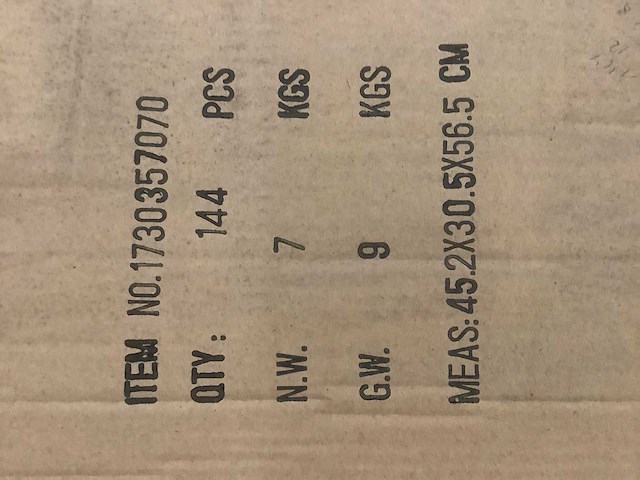 ITEM NO.1730357070
QTY: 144 PCS
N.W. 7 KGS
G.W. 9 KGS
MEAS:45.2X30.5X56.5 CM